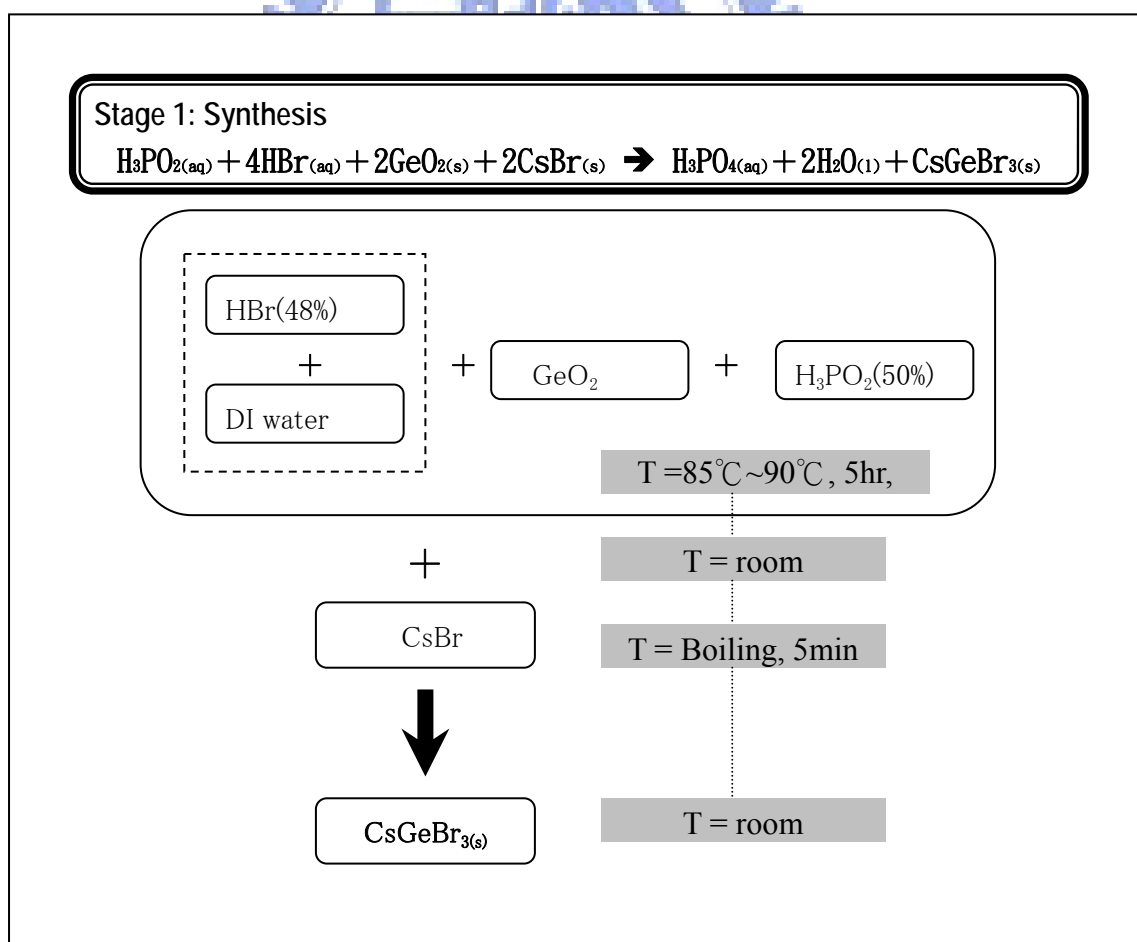 Stage 1: Synthesis
H₃PO₂(aq)+4HBr(aq)+2GeO₂(s)+2CsBr(s) ➔ H₃PO₄(aq)+2H₂O(l)+CsGeBr₃(s)
HBr(48%)
+
DI water
+
GeO₂
+
H₃PO₂(50%)
T =85℃~90℃, 5hr,
+
T = room
CsBr
T = Boiling, 5min
CsGeBr₃(s)
T = room